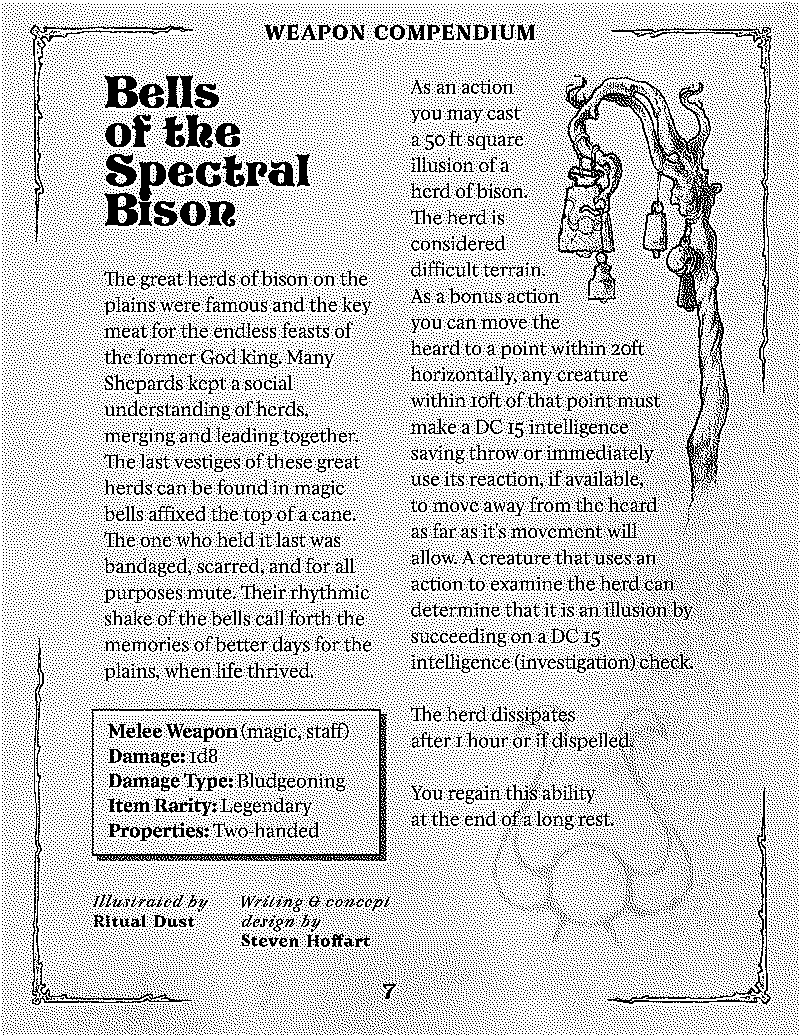 WEAPON COMPENDIUM
Bells
of the
Spectral
Bison
The great herds of bison on the
plains were famous and the key
meat for the endless feasts of
the former God king. Many
Shepards kept a social
understanding of herds,
merging and leading together.
The last vestiges of these great
herds can be found in magic
bells affixed the top of a cane.
The one who held it last was
bandaged, scarred, and for all
purposes mute. Their rhythmic
shake of the bells call forth the
memories of better days for the
plains, when life thrived.
Melee Weapon (magic, staff)
Damage: 1d8
Damage Type: Bludgeoning
Item Rarity: Legendary
Properties: Two-handed
Illustrated by
Ritual Dust
Writing & concept
design by
Steven Hoffart
As an action
you may cast
a 50 ft square
illusion of a
herd of bison.
The herd is
considered
difficult terrain.
As a bonus action
you can move the
heard to a point within 20ft
horizontally, any creature
within 10ft of that point must
make a DC 15 intelligence
saving throw or immediately
use its reaction, if available,
to move away from the heard
as far as it's movement will
allow. A creature that uses an
action to examine the herd can
determine that it is an illusion by
succeeding on a DC 15
intelligence (investigation) check.
The herd dissipates
after 1 hour or if dispelled.
You regain this ability
at the end of a long rest.
7